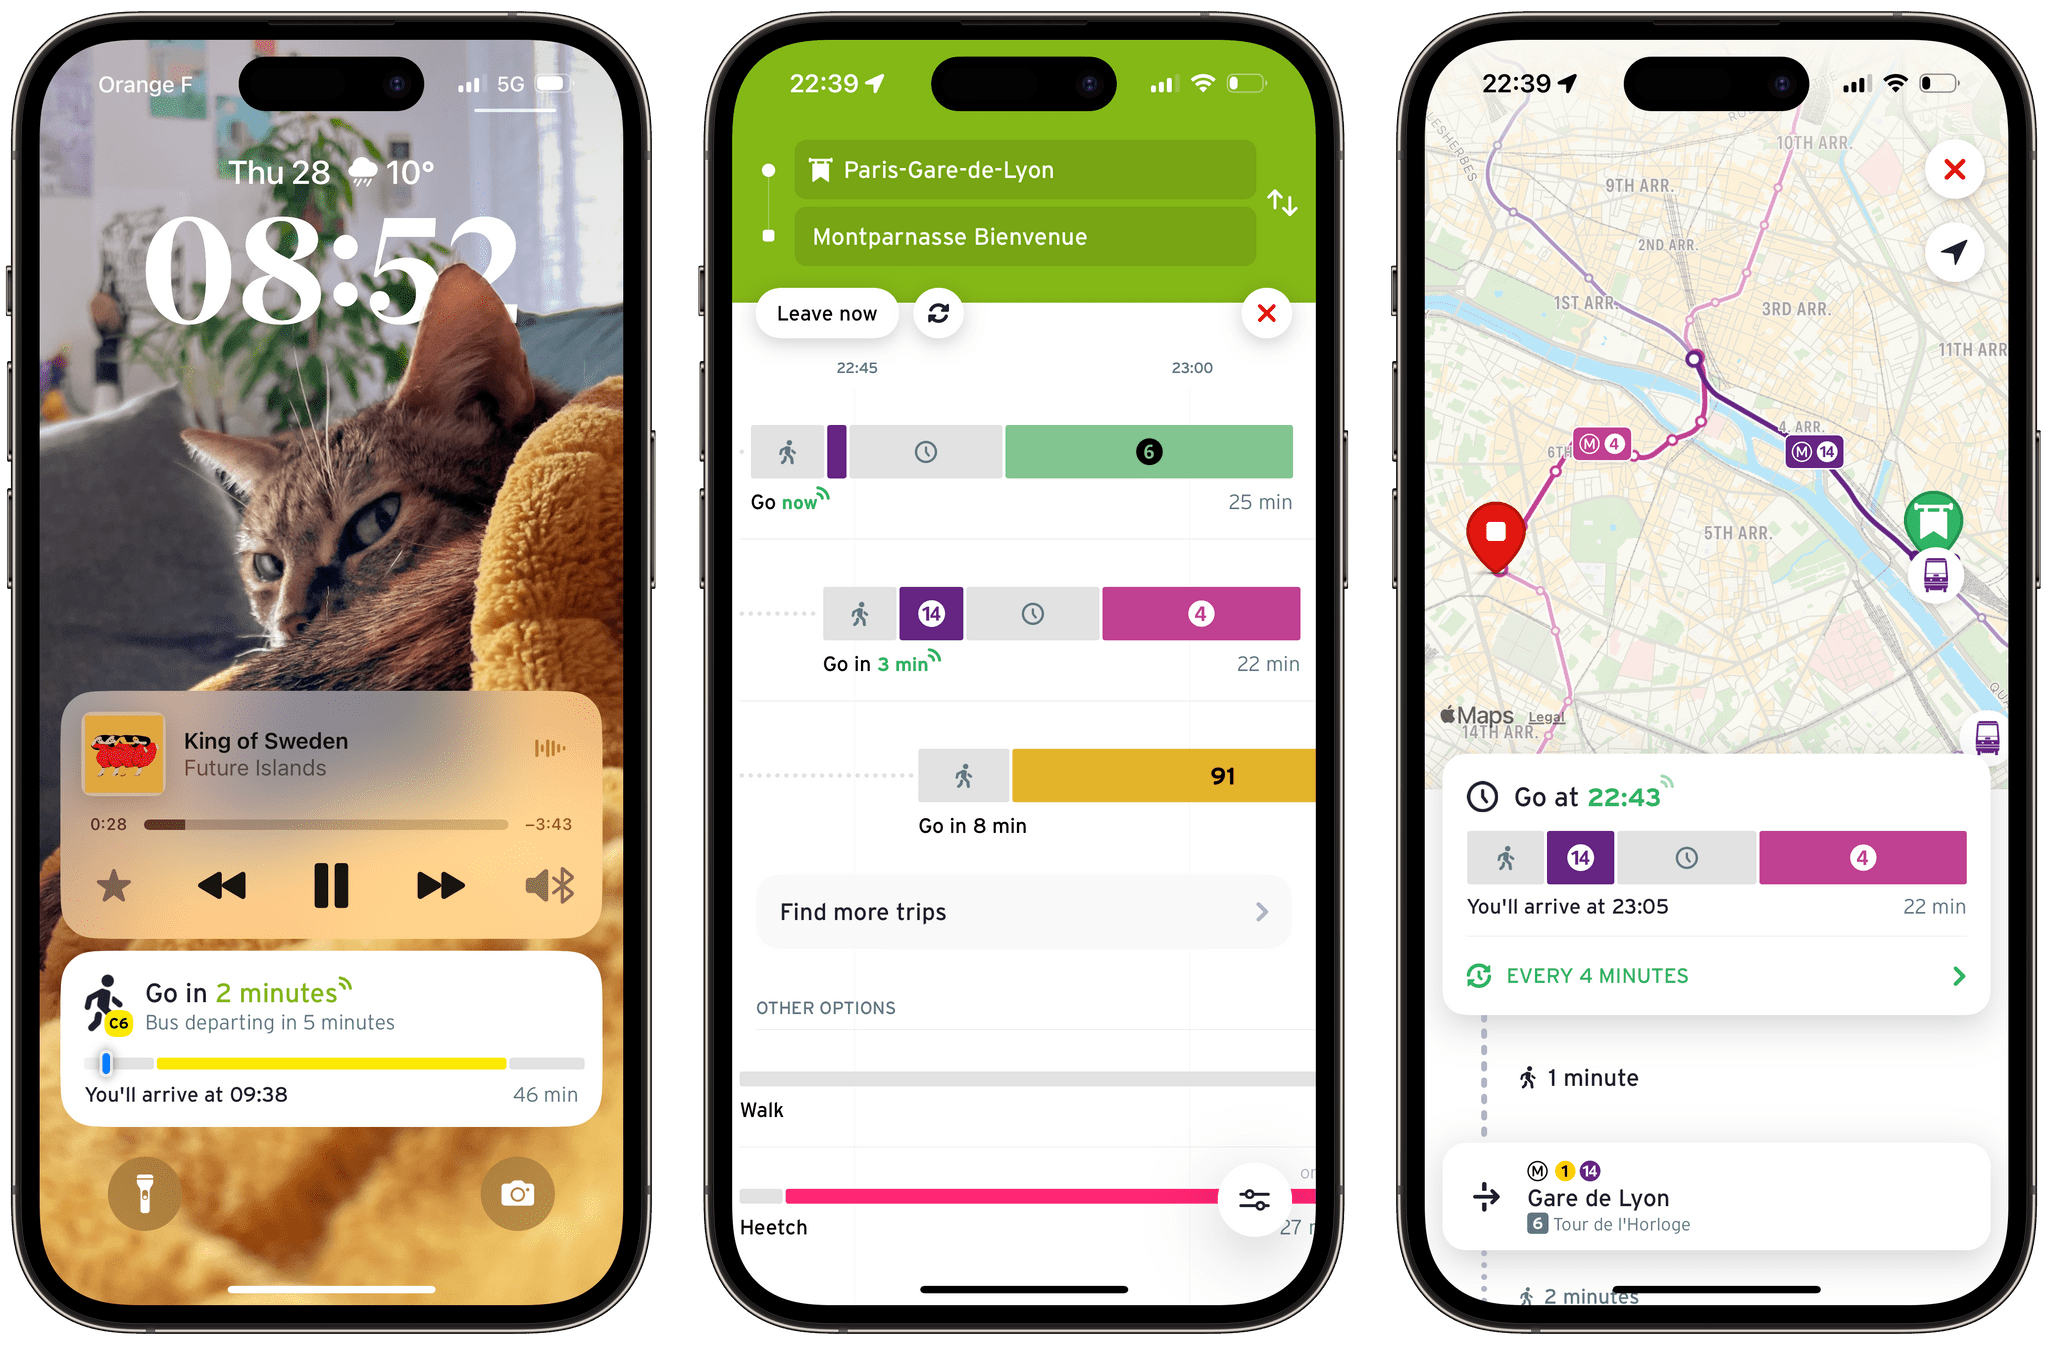 Orange F
5G
Thu 28 10°
08:52
King of Sweden
Future Islands
0:28
−3:43
Go in 2 minutes
C6
Bus departing in 5 minutes
You'll arrive at 09:38
46 min
22:39
Paris-Gare-de-Lyon
Montparnasse Bienvenue
Leave now
22:45
23:00
6
Go now
25 min
14
4
Go in 3 min
22 min
91
Go in 8 min
Find more trips
OTHER OPTIONS
Walk
Heetch
27
22:39
LESHERBES
10TH ARR.
9TH ARR.
2ND ARR.
1ST ARR.
3RD ARR.
11TH ARR
4. ARR.
6TH
M 4
M 14
5TH ARR.
Maps Legal
14TH ARR.
Go at 22:43
14
4
You'll arrive at 23:05
22 min
EVERY 4 MINUTES
1 minute
M 1 14
Gare de Lyon
6 Tour de l'Horloge
2 minutes